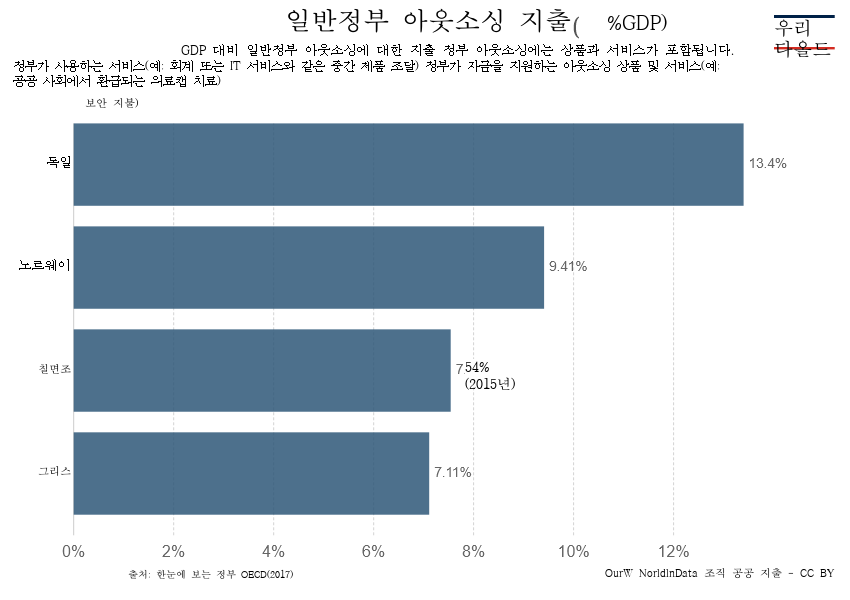 일반정부 아웃소싱 지출( %GDP)
우리
다올드
GDP 대비 일반정부 아웃소싱에 대한 지출 정부 아웃소싱에는 상품과 서비스가 포함됩니다.
정부가 사용하는 서비스(예: 회계 또는 IT 서비스와 같은 중간 제품 조달) 정부가 자금을 지원하는 아웃소싱 상품 및 서비스(예:
공공 사회에서 환급되는 의료캡 치료)
보안 지불)
독일
13.4%
노르웨이
9.41%
칠면조
7.54%
(2015년)
그리스
7.11%
0%
2%
4%
6%
8%
10%
12%
출처: 한눈에 보는 정부 OECD(2017)
OurW NorldInData 조직 공공 지출 - CC BY